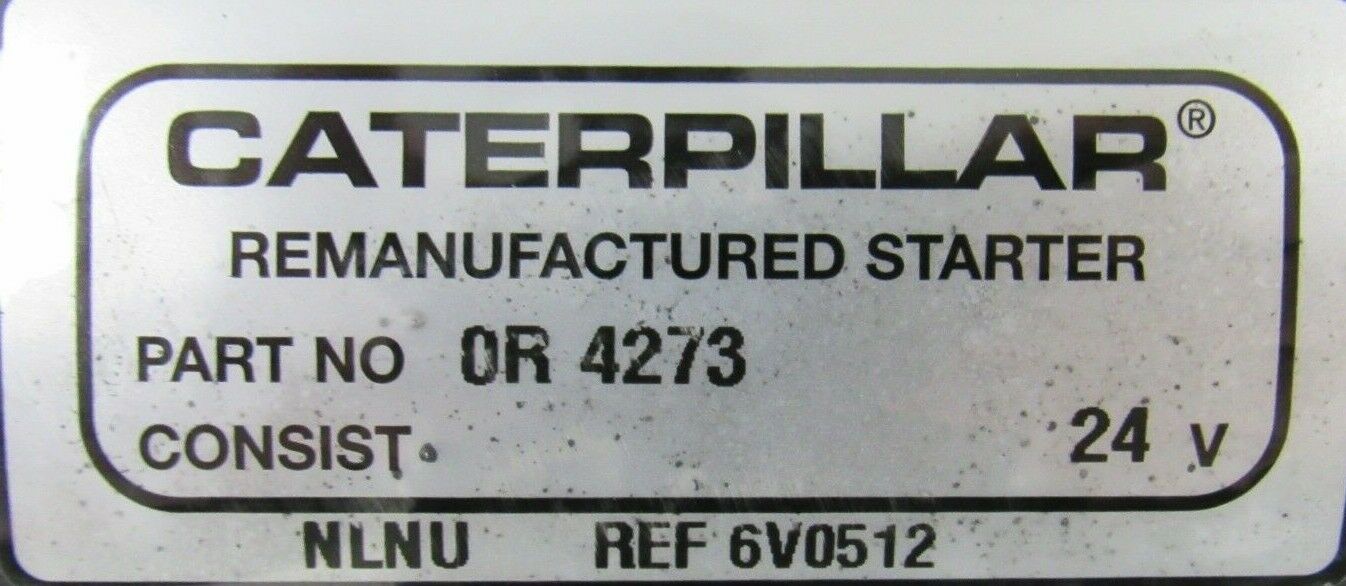 CATERPILLAR®
REMANUFACTURED STARTER
PART NO 0R 4273
CONSIST 24 V
NLNU REF 6V0512